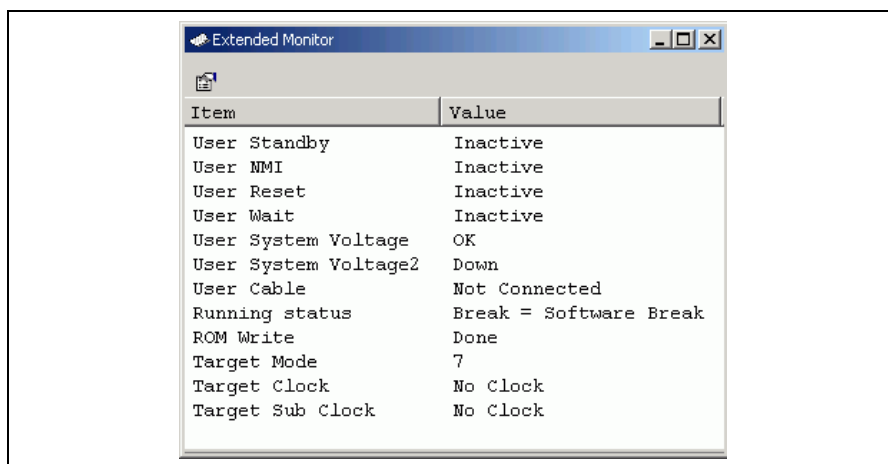 Extended Monitor
Item Value
User Standby Inactive
User NMI Inactive
User Reset Inactive
User Wait Inactive
User System Voltage OK
User System Voltage2 Down
User Cable Not Connected
Running status Break = Software Break
ROM Write Done
Target Mode 7
Target Clock No Clock
Target Sub Clock No Clock